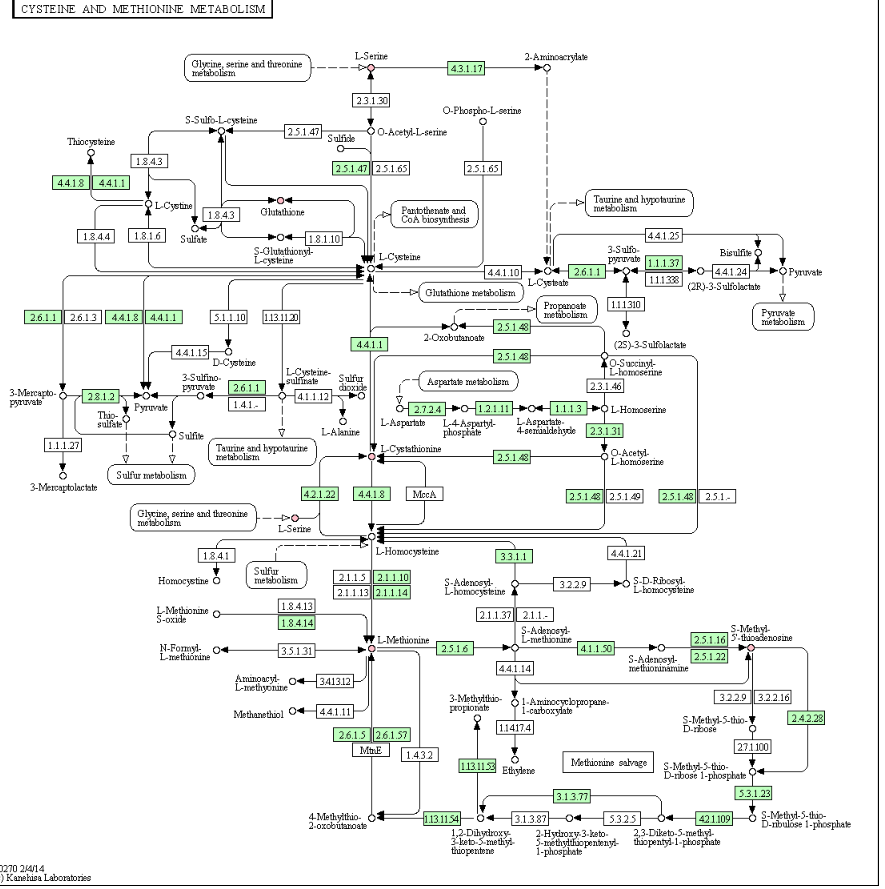 CYSTEINE AND METHIONINE METABOLISM
L-Serine
2-Aminoacrylate
Glycine, serine and threonine
metabolism
4.3.1.17
2.3.1.30
O-Phospho-L-serine
S-Sulfo-L-cysteine
2.5.1.47
O-Acetyl-L-serine
Sulfide
Thiocysteine
1.8.4.3
2.5.1.47
2.5.1.65
2.5.1.65
4.4.1.8
4.4.1.1
L-Cystine
Glutathione
1.8.4.3
Sulfate
Pantothenate and
CoA biosynthesis
Taurine and hypotaurine
metabolism
1.8.4.4
1.8.1.6
1.8.1.10
S-Glutathionyl-
L-cysteine
L-Cysteine
4.4.1.25
3-Sulfo-
pyruvate
Bisulfite
4.4.1.10
L-Cysteate
2.6.1.1
1.1.1.37
1.1.1.338
(2R)-3-Sulfolactate
4.4.1.24
Pyruvate
Glutathione metabolism
1.1.1.310
Propanoate
metabolism
Pyruvate
metabolism
2.6.1.1
2.6.1.3
4.4.1.8
4.4.1.1
5.1.1.10
1.13.11.20
2-Oxobutanoate
2.5.1.48
(2S)-3-Sulfolactate
4.4.1.1
4.4.1.15
D-Cysteine
2.5.1.48
O-Succinyl-
L-homoserine
3-Mercapto-
pyruvate
2.8.1.2
Pyruvate
3-Sulfino-
pyruvate
2.6.1.1
1.4.1.-
L-Cysteine-
sulfinate
4.1.1.12
Sulfur
dioxide
Aspartate metabolism
2.3.1.46
L-Aspartate
2.7.2.4
L-4-Aspartyl-
phosphate
1.2.1.11
L-Aspartate-
4-semialdehyde
1.1.1.3
L-Homoserine
Thio-
sulfate
Sulfite
L-Alanine
2.3.1.31
1.1.1.27
Taurine and hypotaurine
metabolism
L-Cystathionine
2.5.1.48
O-Acetyl-
L-homoserine
3-Mercaptolactate
Sulfur metabolism
4.2.1.22
4.4.1.8
MccA
2.5.1.48
2.5.1.49
2.5.1.48
2.5.1.-
Glycine, serine and threonine
metabolism
L-Serine
L-Homocysteine
1.8.4.1
Homocystine
Sulfur
metabolism
3.3.1.1
4.4.1.21
2.1.1.5
2.1.1.10
2.1.1.13
2.1.1.14
S-Adenosyl-
L-homocysteine
3.2.2.9
S-D-Ribosyl-
L-homocysteine
L-Methionine
S-oxide
1.8.4.13
1.8.4.14
2.1.1.37
2.1.1.-
N-Formyl-
L-methionine
3.5.1.31
L-Methionine
2.5.1.6
S-Adenosyl-
L-methionine
4.1.1.50
S-Adenosyl-
methioninamine
2.5.1.16
2.5.1.22
S-Methyl-
5'-thioadenosine
Aminoacyl-
L-methyonine
3.4.13.12
4.4.1.14
Methanethiol
4.4.1.11
3-Methylthio-
propionate
1-Aminocyclopropane-
1-carboxylate
3.2.2.9
3.2.2.16
2.6.1.5
2.6.1.57
MtnE
1.4.3.2
1.14.17.4
S-Methyl-5-thio-
D-ribose
2.4.2.28
1.13.11.53
Ethylene
Methionine salvage
2.7.1.100
S-Methyl-5-thio-
D-ribose 1-phosphate
5.3.1.23
4-Methylthio-
2-oxobutanoate
1.13.11.54
3.1.3.77
3.1.3.87
5.3.2.5
4.2.1.109
S-Methyl-5-thio-
D-ribulose 1-phosphate
1,2-Dihydroxy-
3-keto-5-methyl-
thiopentene
2-Hydroxy-3-keto-
5-methylthiopentenyl-
1-phosphate
2,3-Diketo-5-methyl-
thiopentyl-1-phosphate
0270 2/4/14
) Kanehisa Laboratories